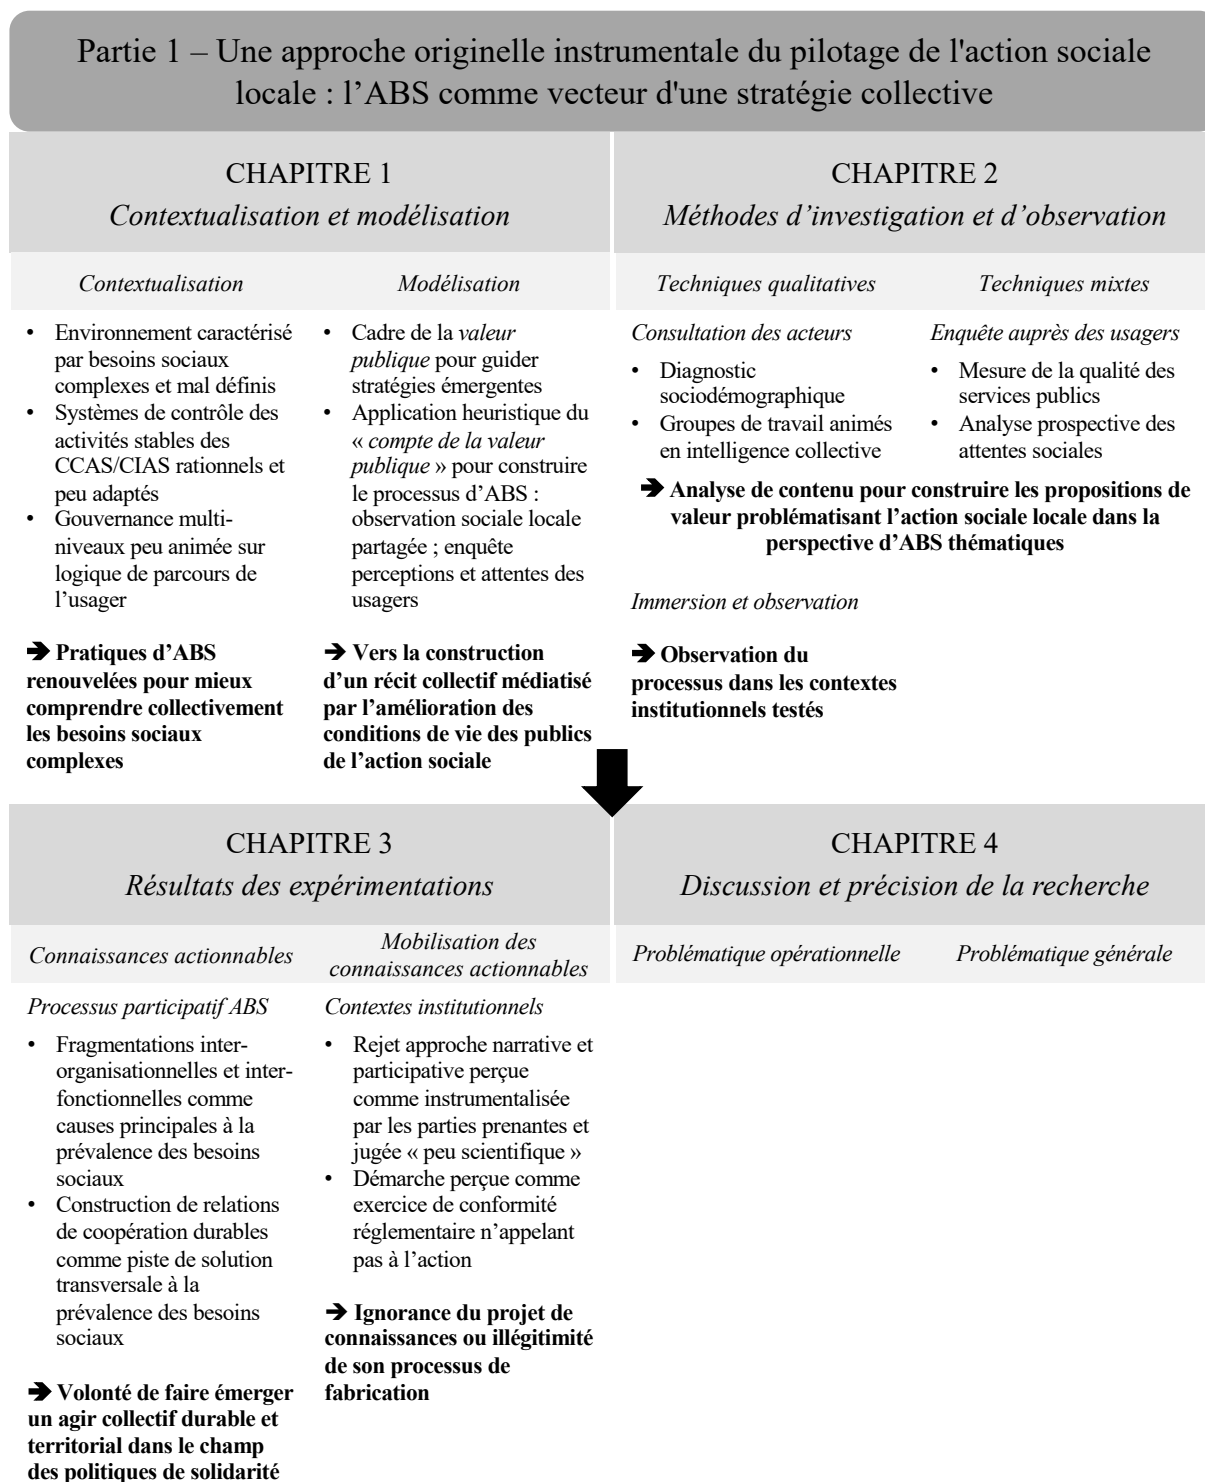 Partie 1 – Une approche originelle instrumentale du pilotage de l'action sociale
locale : l’ABS comme vecteur d'une stratégie collective
CHAPITRE 1
Contextualisation et modélisation
Contextualisation
• Environnement caractérisé
par besoins sociaux
complexes et mal définis
• Systèmes de contrôle des
activités stables des
CCAS/CIAS rationnels et
peu adaptés
• Gouvernance multi-
niveaux peu animée sur
logique de parcours de
l’usager
➔ Pratiques d’ABS
renouvelées pour mieux
comprendre collectivement
les besoins sociaux
complexes
Modélisation
• Cadre de la valeur
publique pour guider
stratégies émergentes
• Application heuristique du
« compte de la valeur
publique » pour construire
le processus d’ABS :
observation sociale locale
partagée ; enquête
perceptions et attentes des
usagers
➔ Vers la construction
d’un récit collectif médiatisé
par l’amélioration des
conditions de vie des publics
de l’action sociale
CHAPITRE 2
Méthodes d’investigation et d’observation
Techniques qualitatives
Techniques mixtes
Consultation des acteurs
• Diagnostic
sociodémographique
• Groupes de travail animés
en intelligence collective
Enquête auprès des usagers
• Mesure de la qualité des
services publics
• Analyse prospective des
attentes sociales
➔ Analyse de contenu pour construire les propositions de
valeur problématisant l’action sociale locale dans la
perspective d’ABS thématiques
Immersion et observation
➔ Observation du
processus dans les contextes
institutionnels testés
CHAPITRE 3
Résultats des expérimentations
Connaissances actionnables
Processus participatif ABS
• Fragmentations inter-
organisationnelles et inter-
fonctionnelles comme
causes principales à la
prévalence des besoins
sociaux
• Construction de relations
de coopération durables
comme piste de solution
transversale à la
prévalence des besoins
sociaux
➔ Volonté de faire émerger
un agir collectif durable et
territorial dans le champ
des politiques de solidarité
Mobilisation des
connaissances actionnables
Contextes institutionnels
• Rejet approche narrative et
participative perçue
comme instrumentalisée
par les parties prenantes et
jugée « peu scientifique »
• Démarche perçue comme
exercice de conformité
réglementaire n’appelant
pas à l’action
➔ Ignorance du projet de
connaissances ou illégitimité
de son processus de
fabrication
CHAPITRE 4
Discussion et précision de la recherche
Problématique opérationnelle
Problématique générale